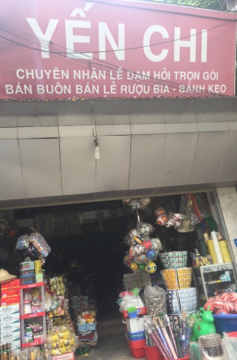 YẾN CHI
CHUYÊN NHẬN LỄ ĐÁM HỎI TRỌN GÓI
BÁN BUÔN BÁN LẺ RƯỢU BIA - BÁNH KẸO